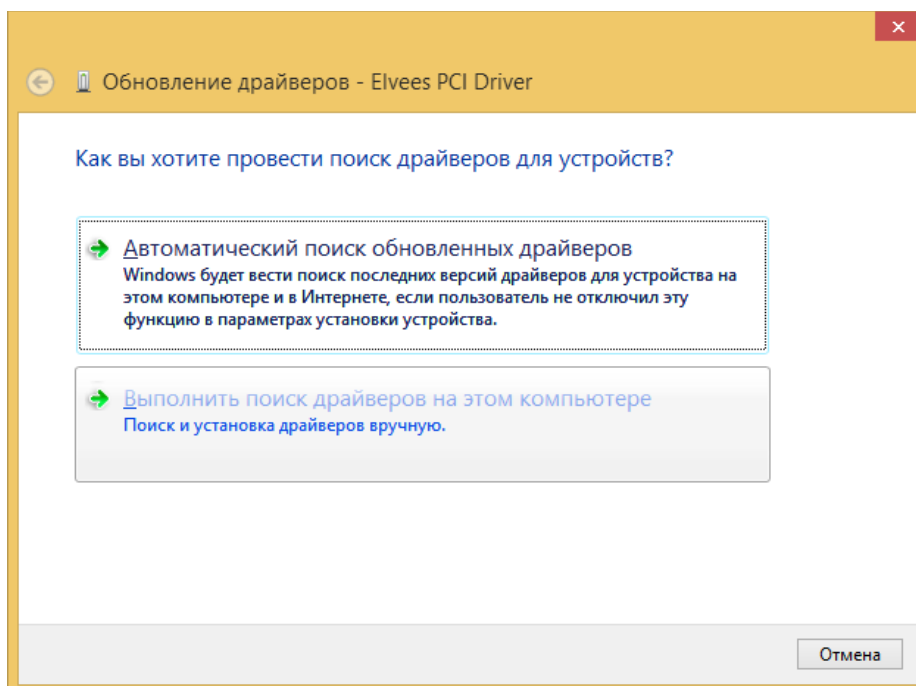 Обновление драйверов - Elvees PCI Driver
Как вы хотите провести поиск драйверов для устройств?
Автоматический поиск обновленных драйверов
Windows будет вести поиск последних версий драйверов для устройства на
этом компьютере и в Интернете, если пользователь не отключил эту
функцию в параметрах установки устройства.
Выполнить поиск драйверов на этом компьютере
Поиск и установка драйверов вручную.
Отмена